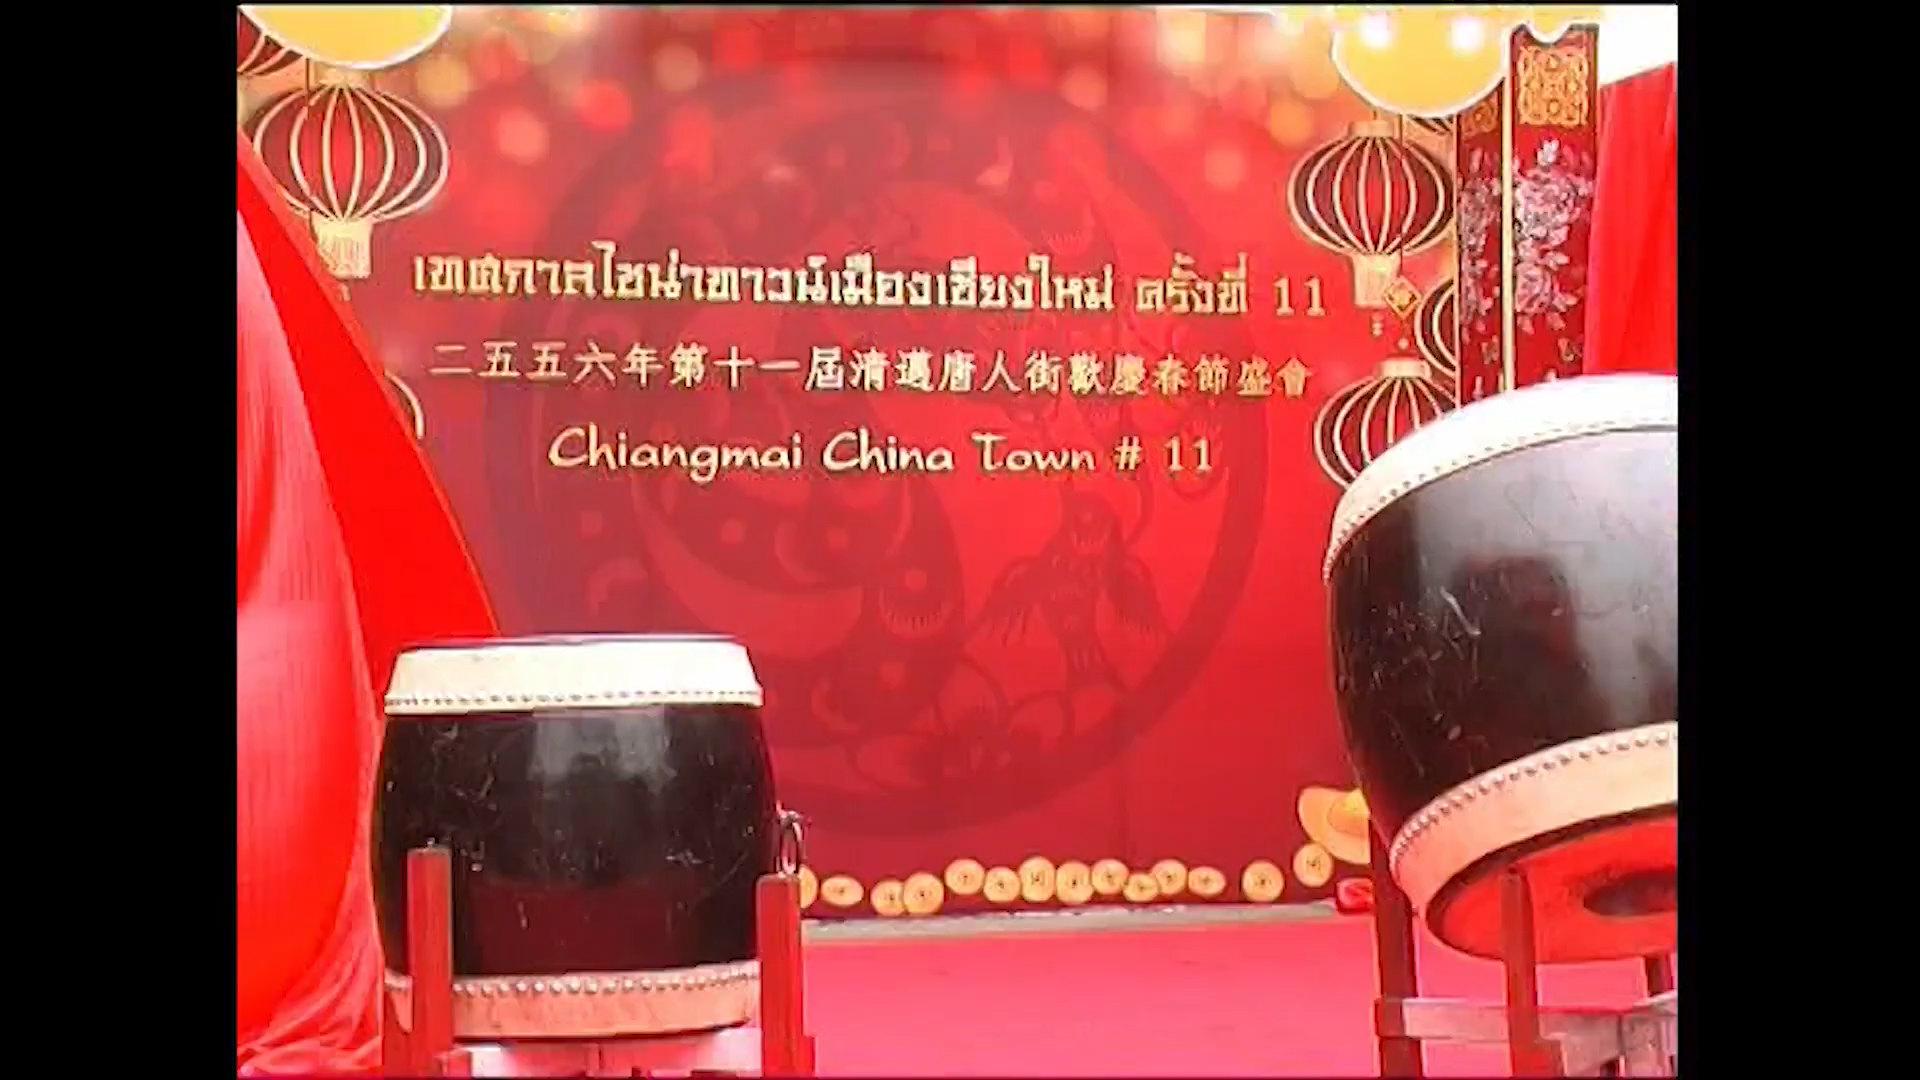 เทศกาลไชน่าทาวน์เมืองเชียงใหม่ ครั้งที่ 11
二五五六年第十一屆清邁唐人街歡慶春節盛會
Chiangmai China Town # 11